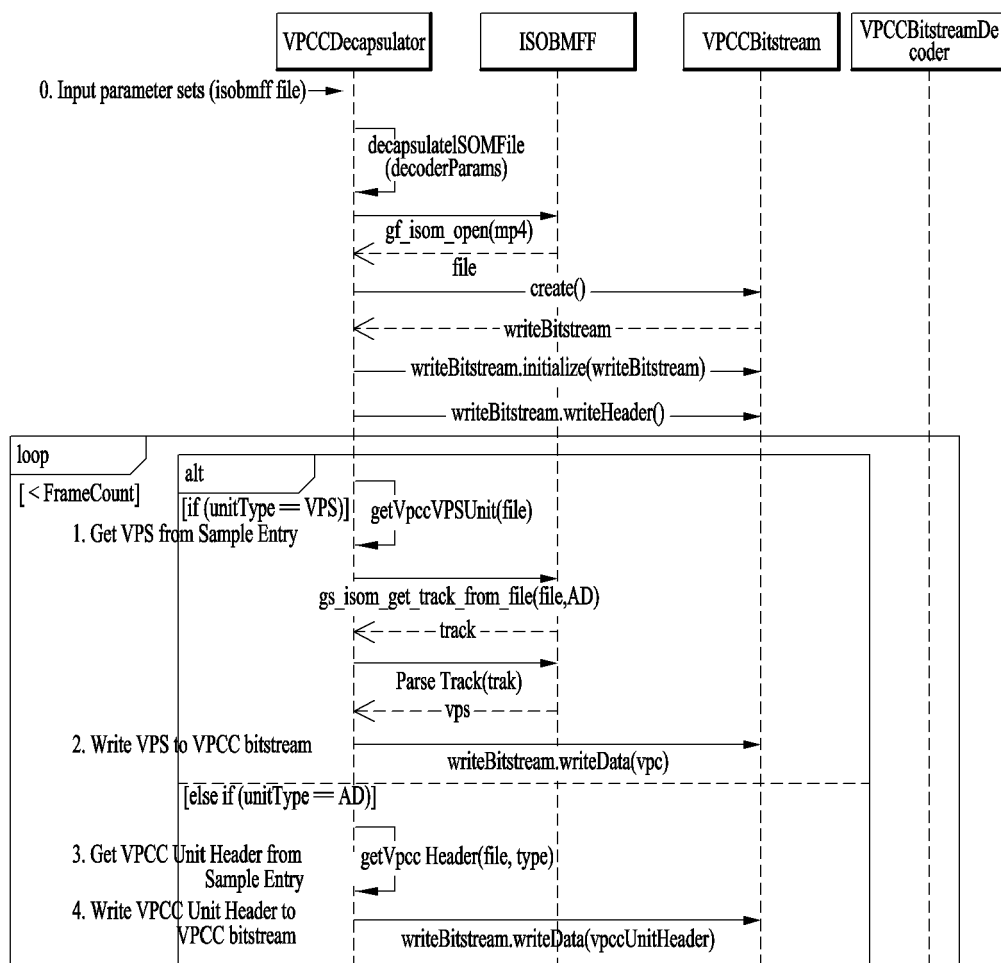 VPCCDecapsulator
ISOBMFF
VPCCBitstream
VPCCBitstreamDe
coder
0. Input parameter sets (isobmff file)
decapsulatelSOMFile
(decoderParams)
gf_isom_open(mp4)
file
create()
writeBitstream
writeBitstream.initialize(writeBitstream)
writeBitstream.writeHeader()
loop
alt
[ < FrameCount]
[if (unitType == VPS)]
getVpccVPSUnit(file)
1. Get VPS from Sample Entry
gs_isom_get_track_from_file(file,AD)
track
Parse Track(trak)
vps
2. Write VPS to VPCC bitstream
writeBitstream.writeData(vpc)
[else if (unitType == AD)]
3. Get VPCC Unit Header from
Sample Entry
getVpcc Header(file, type)
4. Write VPCC Unit Header to
VPCC bitstream
writeBitstream.writeData(vpccUnitHeader)